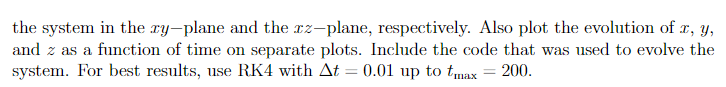 the system in the xy−plane and the xz−plane, respectively. Also plot the evolution of x, y,
and z as a function of time on separate plots. Include the code that was used to evolve the
system. For best results, use RK4 with Δt = 0.01 up to tmax = 200.